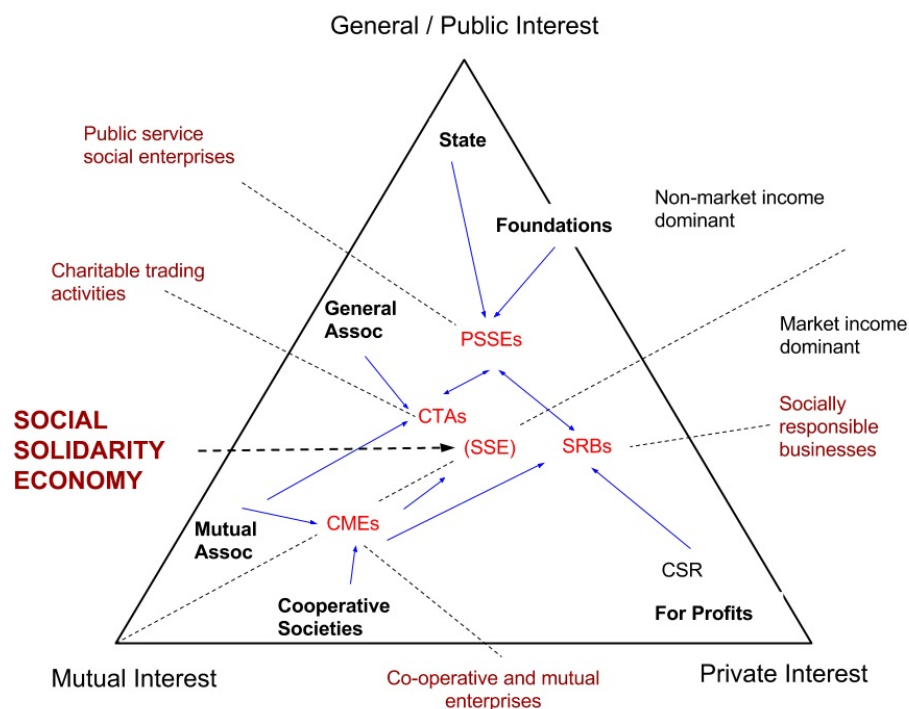 General / Public Interest
Public service
social enterprises
State
Non-market income
dominant
Foundations
Charitable trading
activities
General
Assoc
PSSEs
Market income
dominant
CTAs
Socially
responsible
businesses
SOCIAL
SOLIDARITY
ECONOMY
(SSE)
SRBs
Mutual
Assoc
CMEs
CSR
Cooperative
Societies
For Profits
Mutual Interest
Co-operative and mutual
enterprises
Private Interest